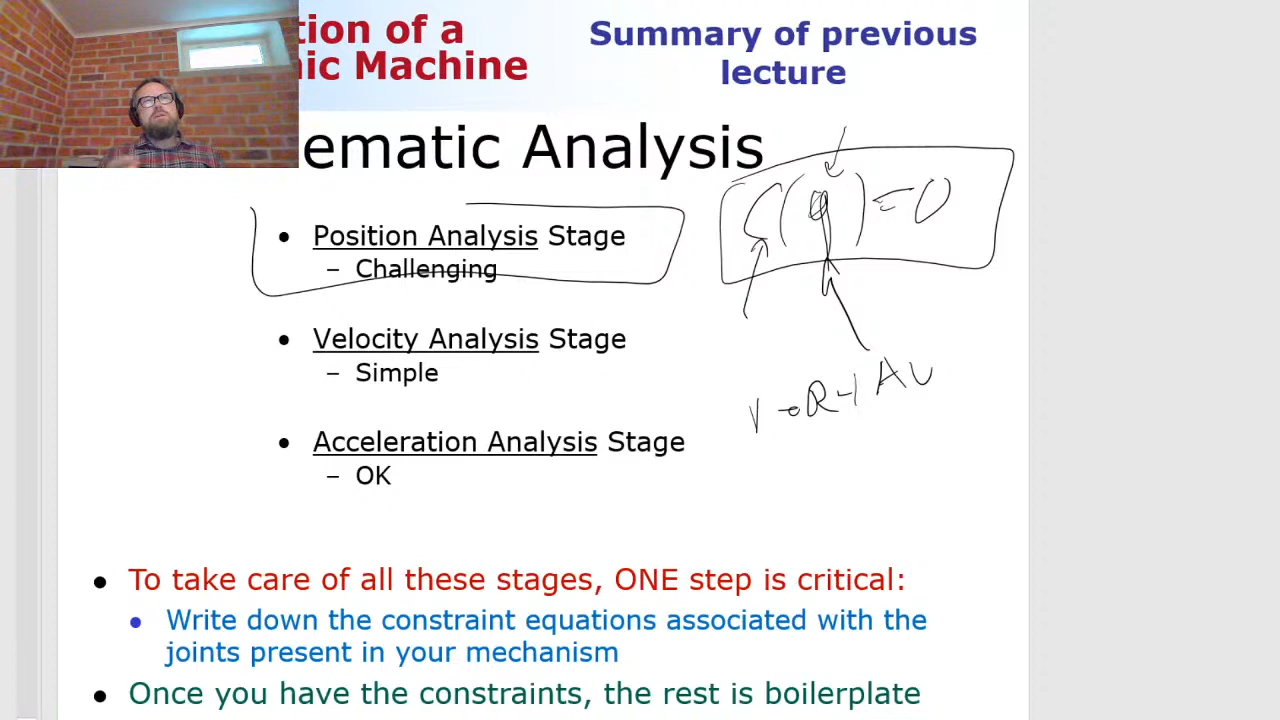 tion of a
ic Machine
Summary of previous
lecture
ematic Analysis
• Position Analysis Stage
– Challenging
• Velocity Analysis Stage
– Simple
• Acceleration Analysis Stage
– OK
• To take care of all these stages, ONE step is critical:
• Write down the constraint equations associated with the
joints present in your mechanism
• Once you have the constraints, the rest is boilerplate